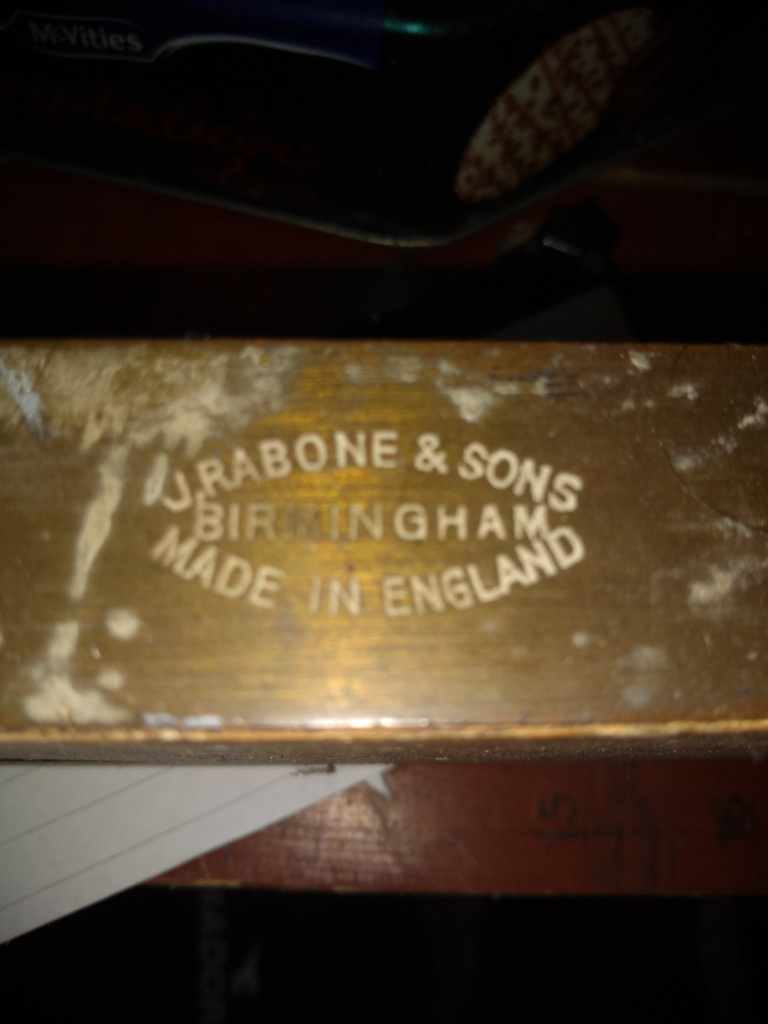 McVities
J. RABONE & SONS
BIRMINGHAM
MADE IN ENGLAND
15
16